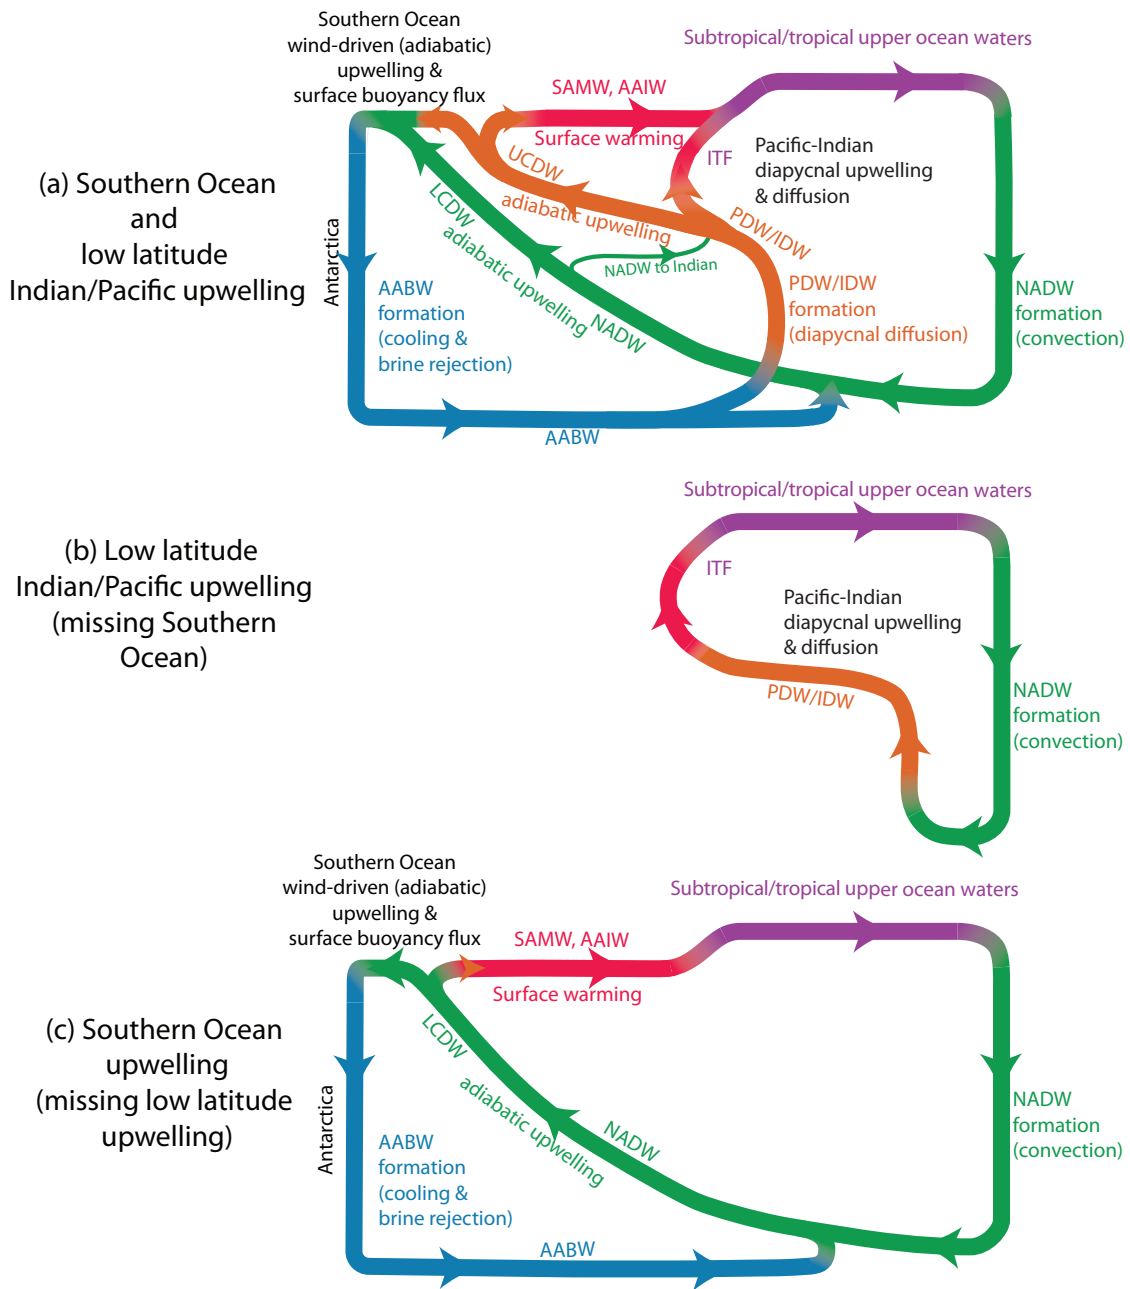 Southern Ocean
wind-driven (adiabatic)
upwelling &
surface buoyancy flux
Subtropical/tropical upper ocean waters
SAMW, AAIW
Surface warming
ITF
Pacific-Indian
diapycnal upwelling
& diffusion
(a) Southern Ocean
and
low latitude
Indian/Pacific upwelling
UCDW
adiabatic upwelling
LCDW
adiabatic upwelling
NADW
NADW to Indian
PDW/IDW
PDW/IDW
formation
(diapycnal diffusion)
Antarctica
AABW
formation
(cooling &
brine rejection)
NADW
formation
(convection)
AABW
Subtropical/tropical upper ocean waters
(b) Low latitude
Indian/Pacific upwelling
(missing Southern
Ocean)
ITF
Pacific-Indian
diapycnal upwelling
& diffusion
PDW/IDW
NADW
formation
(convection)
Southern Ocean
wind-driven (adiabatic)
upwelling &
surface buoyancy flux
Subtropical/tropical upper ocean waters
SAMW, AAIW
Surface warming
(c) Southern Ocean
upwelling
(missing low latitude
upwelling)
LCDW
adiabatic upwelling
NADW
Antarctica
AABW
formation
(cooling &
brine rejection)
NADW
formation
(convection)
AABW